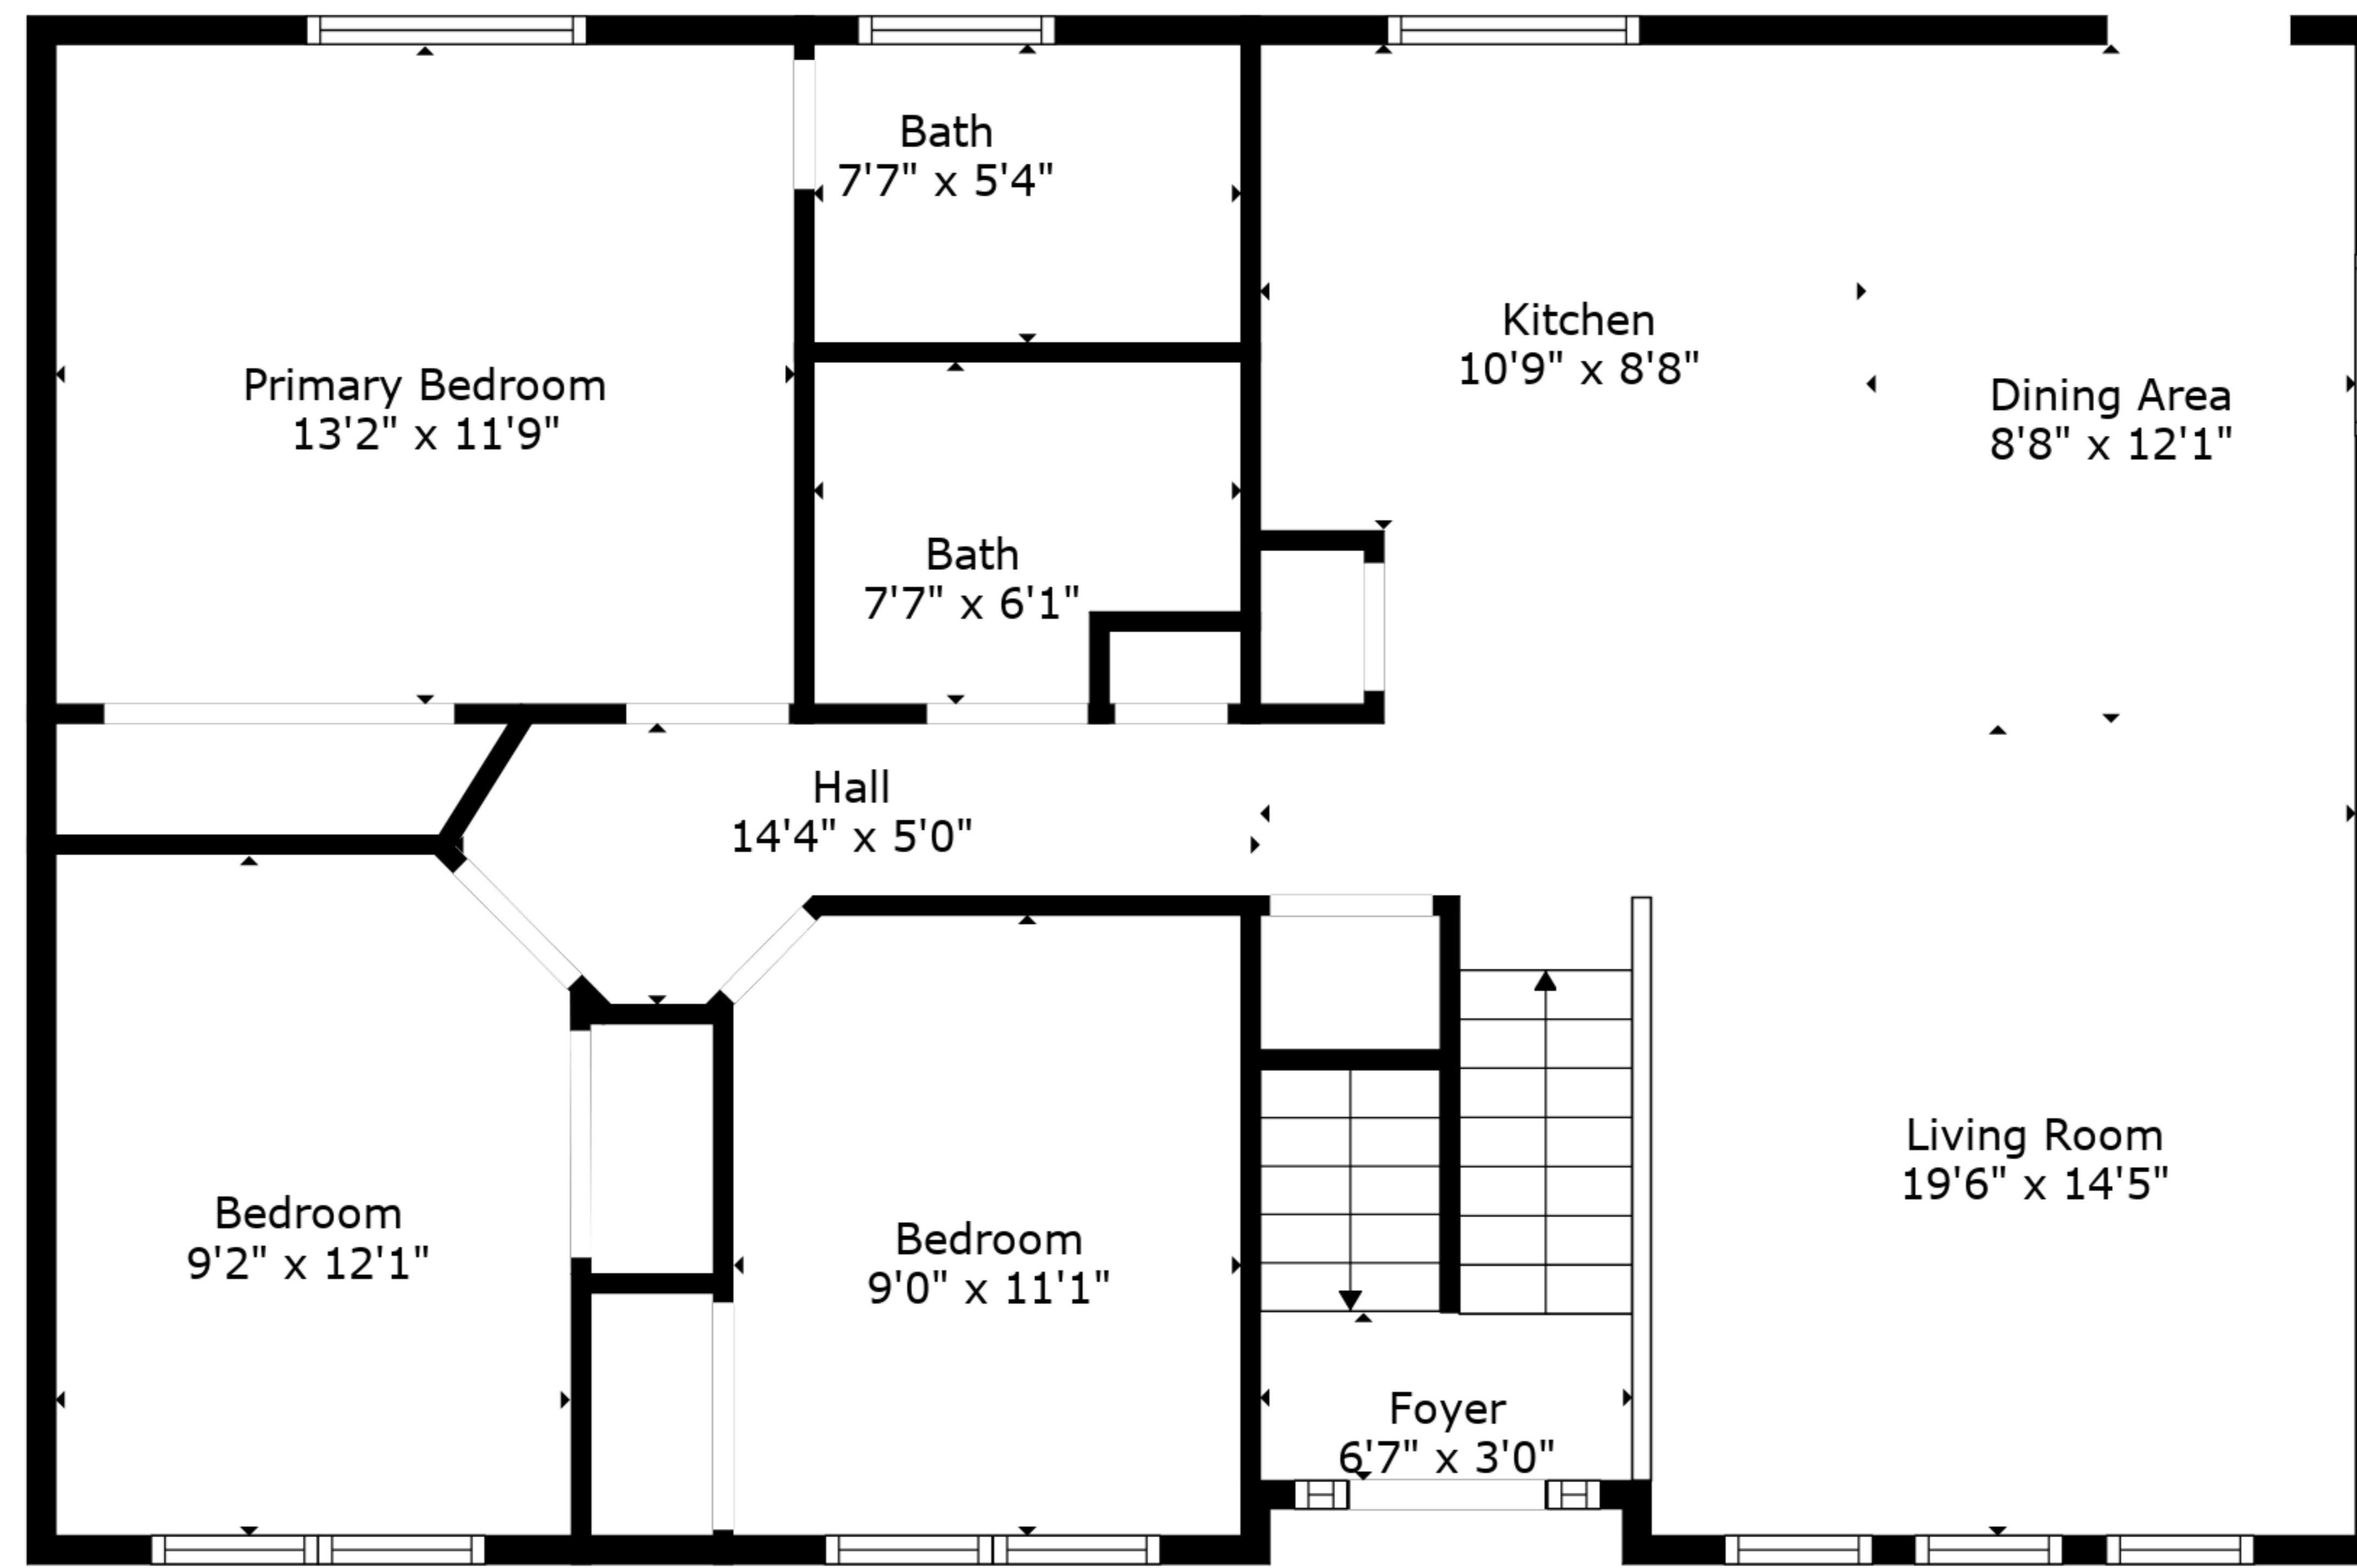 Bath
7'7" x 5'4"
Kitchen
10'9" x 8'8"
Primary Bedroom
13'2" x 11'9"
Dining Area
8'8" x 12'1"
Bath
7'7" x 6'1"
Hall
14'4" x 5'0"
Living Room
19'6" x 14'5"
Bedroom
9'2" x 12'1"
Bedroom
9'0" x 11'1"
Foyer
6'7" x 3'0"